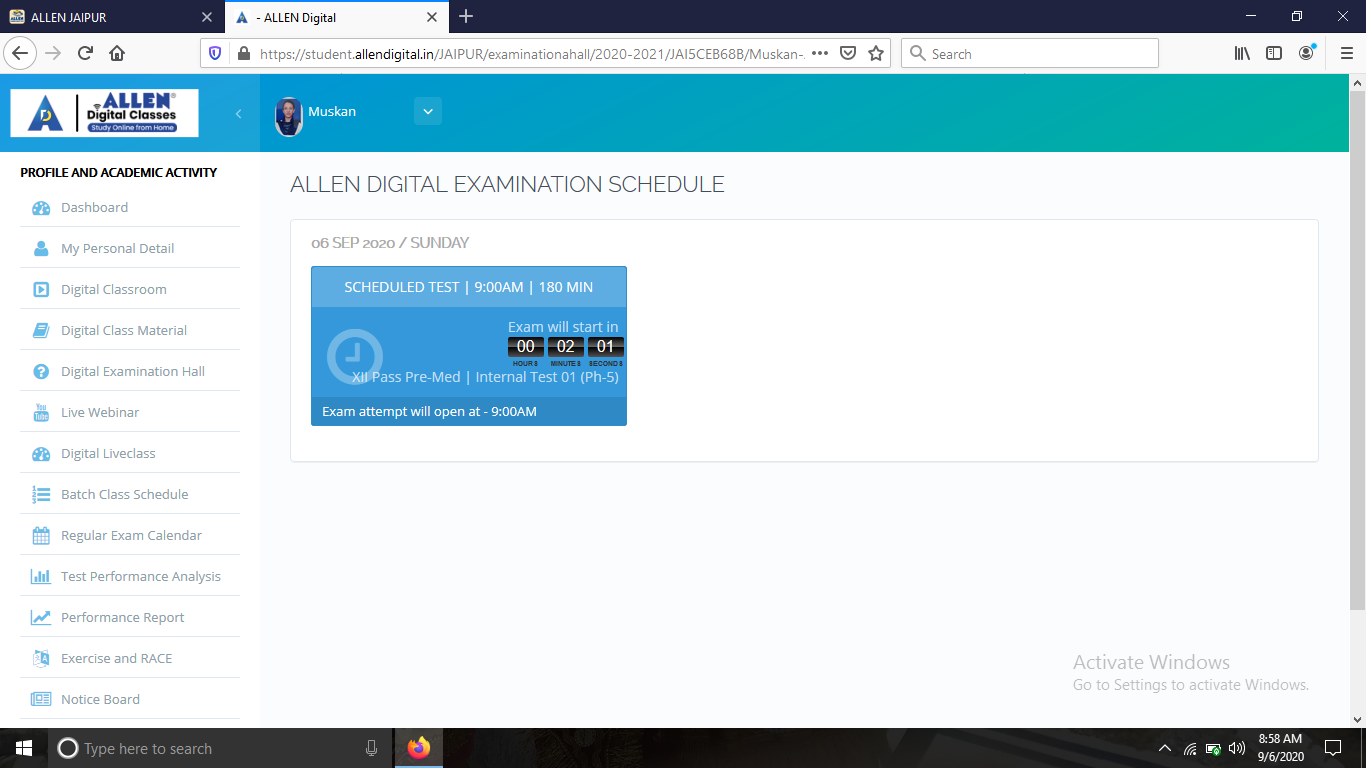 ALLEN JAIPUR
- ALLEN Digital
https://student.allendigital.in/JAIPUR/examinationahall/2020-2021/JAI5CEB68B/Muskan-
Search
ALLEN
Digital Classes
Study Online from Home
Muskan
PROFILE AND ACADEMIC ACTIVITY
Dashboard
My Personal Detail
Digital Classroom
Digital Class Material
Digital Examination Hall
Live Webinar
Digital Liveclass
Batch Class Schedule
Regular Exam Calendar
Test Performance Analysis
Performance Report
Exercise and RACE
Notice Board
ALLEN DIGITAL EXAMINATION SCHEDULE
06 SEP 2020 / SUNDAY
SCHEDULED TEST | 9:00AM | 180 MIN
Exam will start in
00 02 01
HOURS MINUTES SECONDS
XII Pass Pre-Med | Internal Test 01 (Ph-5)
Exam attempt will open at - 9:00AM
Activate Windows
Go to Settings to activate Windows.
Type here to search
8:58 AM
9/6/2020